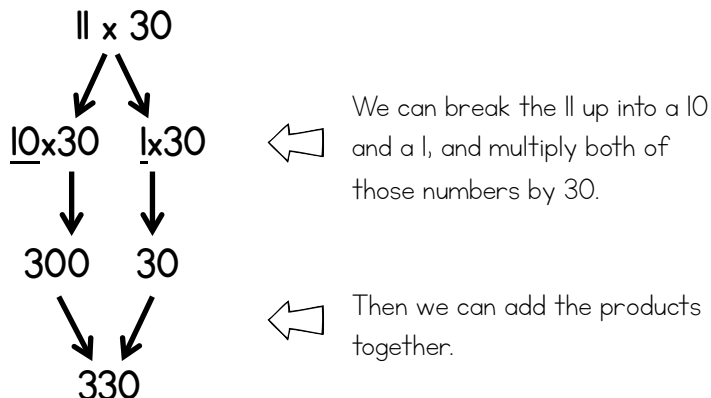 11 x 30
10x30 1x30
We can break the 11 up into a 10
and a 1, and multiply both of
those numbers by 30.
300 30
Then we can add the products
together.
330